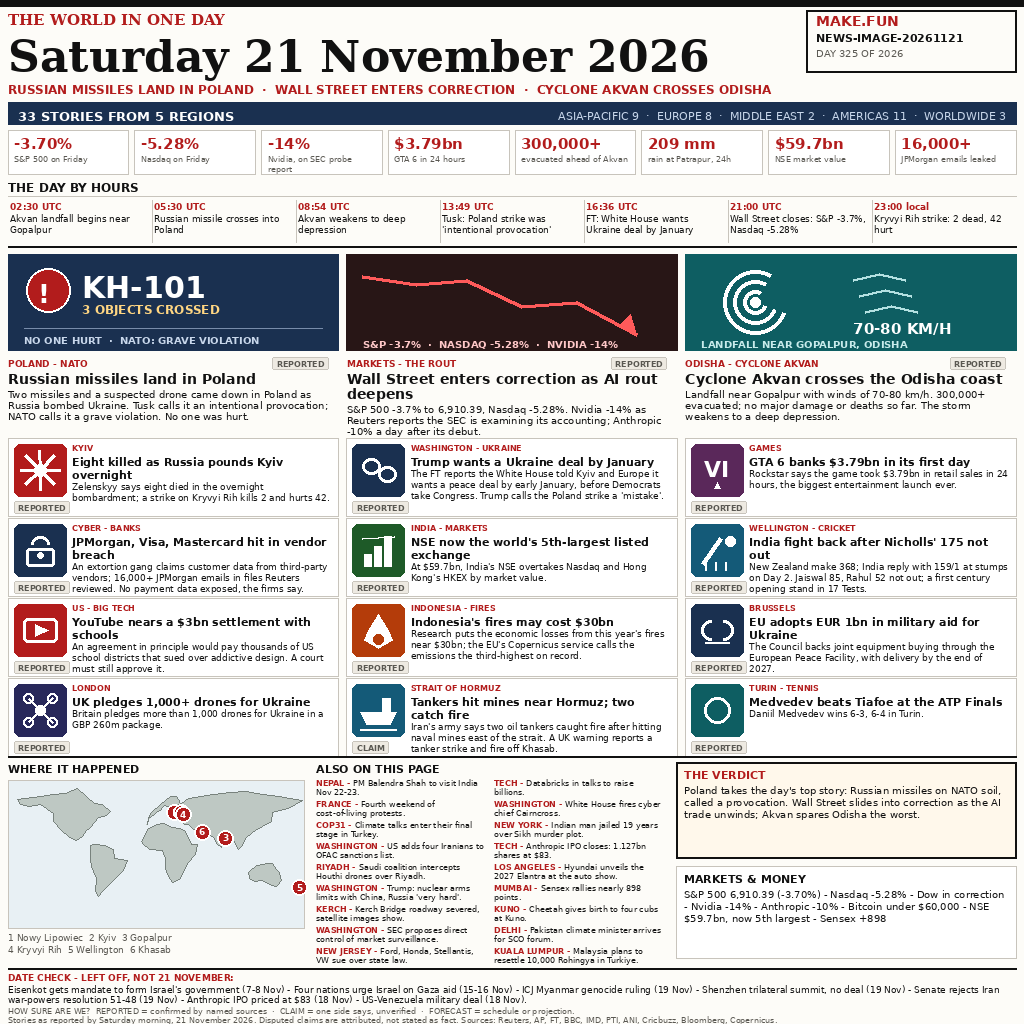 THE WORLD IN ONE DAY
Saturday 21 November 2026
RUSSIAN MISSILES LAND IN POLAND · WALL STREET ENTERS CORRECTION · CYCLONE AKVAN CROSSES ODISHA
MAKE.FUN
NEWS-IMAGE-20261121
DAY 325 OF 2026
33 STORIES FROM 5 REGIONS
ASIA-PACIFIC 9 · EUROPE 8 · MIDDLE EAST 2 · AMERICAS 11 · WORLDWIDE 3
-3.70%
S&P 500 on Friday
-5.28%
Nasdaq on Friday
-14%
Nvidia, on SEC probe
report
$3.79bn
GTA 6 in 24 hours
300,000+
evacuated ahead of Akvan
209 mm
rain at Patrapur, 24h
$59.7bn
NSE market value
16,000+
JPMorgan emails leaked
THE DAY BY HOURS
02:30 UTC
Akvan landfall begins near
Gopalpur
05:30 UTC
Russian missile crosses into
Poland
08:54 UTC
Akvan weakens to deep
depression
13:49 UTC
Tusk: Poland strike was
'intentional provocation'
16:36 UTC
FT: White House wants
Ukraine deal by January
21:00 UTC
Wall Street closes: S&P -3.7%,
Nasdaq -5.28%
23:00 local
Kryvyi Rih strike: 2 dead, 42
hurt
!
KH-101
3 OBJECTS CROSSED
NO ONE HURT · NATO: GRAVE VIOLATION
S&P -3.7% · NASDAQ -5.28% · NVIDIA -14%
70-80 KM/H
LANDFALL NEAR GOPALPUR, ODISHA
POLAND - NATO
REPORTED
Russian missiles land in Poland
Two missiles and a suspected drone came down in Poland as
Russia bombed Ukraine. Tusk calls it an intentional provocation;
NATO calls it a grave violation. No one was hurt.
MARKETS - THE ROUT
REPORTED
Wall Street enters correction as AI rout
deepens
S&P 500 -3.7% to 6,910.39, Nasdaq -5.28%. Nvidia -14% as
Reuters reports the SEC is examining its accounting; Anthropic
-10% a day after its debut.
ODISHA - CYCLONE AKVAN
REPORTED
Cyclone Akvan crosses the Odisha coast
Landfall near Gopalpur with winds of 70-80 km/h. 300,000+
evacuated; no major damage or deaths so far. The storm
weakens to a deep depression.
KYIV
Eight killed as Russia pounds Kyiv
overnight
Zelenskyy says eight died in the overnight
bombardment; a strike on Kryvyi Rih kills 2 and hurts 42.
REPORTED
WASHINGTON - UKRAINE
Trump wants a Ukraine deal by January
The FT reports the White House told Kyiv and Europe it
wants a peace deal by early January, before Democrats
take Congress. Trump calls the Poland strike a 'mistake'.
REPORTED
VI
GAMES
GTA 6 banks $3.79bn in its first day
Rockstar says the game took $3.79bn in retail sales in 24
hours, the biggest entertainment launch ever.
REPORTED
CYBER - BANKS
JPMorgan, Visa, Mastercard hit in vendor
breach
An extortion gang claims customer data from third-party
vendors; 16,000+ JPMorgan emails in files Reuters
reviewed. No payment data exposed, the firms say.
REPORTED
INDIA - MARKETS
NSE now the world's 5th-largest listed
exchange
At $59.7bn, India's NSE overtakes Nasdaq and Hong
Kong's HKEX by market value.
REPORTED
WELLINGTON - CRICKET
India fight back after Nicholls' 175 not
out
New Zealand make 368; India reply with 159/1 at stumps
on Day 2. Jaiswal 85, Rahul 52 not out; a first century
opening stand in 17 Tests.
REPORTED
US - BIG TECH
YouTube nears a $3bn settlement with
schools
An agreement in principle would pay thousands of US
school districts that sued over addictive design. A court
must still approve it.
REPORTED
INDONESIA - FIRES
Indonesia's fires may cost $30bn
Research puts the economic losses from this year's fires
near $30bn; the EU's Copernicus service calls the
emissions the third-highest on record.
REPORTED
BRUSSELS
EU adopts EUR 1bn in military aid for
Ukraine
The Council backs joint equipment buying through the
European Peace Facility, with delivery by the end of
2027.
REPORTED
LONDON
UK pledges 1,000+ drones for Ukraine
Britain pledges more than 1,000 drones for Ukraine in a
GBP 260m package.
REPORTED
STRAIT OF HORMUZ
Tankers hit mines near Hormuz; two
catch fire
Iran's army says two oil tankers caught fire after hitting
naval mines east of the strait. A UK warning reports a
tanker strike and fire off Khasab.
CLAIM
TURIN - TENNIS
Medvedev beats Tiafoe at the ATP Finals
Daniil Medvedev wins 6-3, 6-4 in Turin.
REPORTED
WHERE IT HAPPENED
4
6
3
5
1 Nowy Lipowiec 2 Kyiv 3 Gopalpur
4 Kryvyi Rih 5 Wellington 6 Khasab
ALSO ON THIS PAGE
NEPAL - PM Balendra Shah to visit India
Nov 22-23.
FRANCE - Fourth weekend of
cost-of-living protests.
COP31 - Climate talks enter their final
stage in Turkey.
WASHINGTON - US adds four Iranians to
OFAC sanctions list.
RIYADH - Saudi coalition intercepts
Houthi drones over Riyadh.
WASHINGTON - Trump: nuclear arms
limits with China, Russia 'very hard'.
KERCH - Kerch Bridge roadway severed,
satellite images show.
WASHINGTON - SEC proposes direct
control of market surveillance.
NEW JERSEY - Ford, Honda, Stellantis,
VW sue over state law.
TECH - Databricks in talks to raise
billions.
WASHINGTON - White House fires cyber
chief Cairncross.
NEW YORK - Indian man jailed 19 years
over Sikh murder plot.
TECH - Anthropic IPO closes: 1.127bn
shares at $83.
LOS ANGELES - Hyundai unveils the
2027 Elantra at the auto show.
MUMBAI - Sensex rallies nearly 898
points.
KUNO - Cheetah gives birth to four cubs
at Kuno.
DELHI - Pakistan climate minister arrives
for SCO forum.
KUALA LUMPUR - Malaysia plans to
resettle 10,000 Rohingya in Turkiye.
THE VERDICT
Poland takes the day's top story: Russian missiles on NATO soil,
called a provocation. Wall Street slides into correction as the AI
trade unwinds; Akvan spares Odisha the worst.
MARKETS & MONEY
S&P 500 6,910.39 (-3.70%) - Nasdaq -5.28% - Dow in correction
- Nvidia -14% - Anthropic -10% - Bitcoin under $60,000 - NSE
$59.7bn, now 5th largest - Sensex +898
DATE CHECK - LEFT OFF, NOT 21 NOVEMBER:
Eisenkot gets mandate to form Israel's government (7-8 Nov) - Four nations urge Israel on Gaza aid (15-16 Nov) - ICJ Myanmar genocide ruling (19 Nov) - Shenzhen trilateral summit, no deal (19 Nov) - Senate rejects Iran
war-powers resolution 51-48 (19 Nov) - Anthropic IPO priced at $83 (18 Nov) - US-Venezuela military deal (18 Nov).
HOW SURE ARE WE? REPORTED = confirmed by named sources · CLAIM = one side says, unverified · FORECAST = schedule or projection.
Stories as reported by Saturday morning, 21 November 2026. Disputed claims are attributed, not stated as fact. Sources: Reuters, AP, FT, BBC, IMD, PTI, ANI, Cricbuzz, Bloomberg, Copernicus.